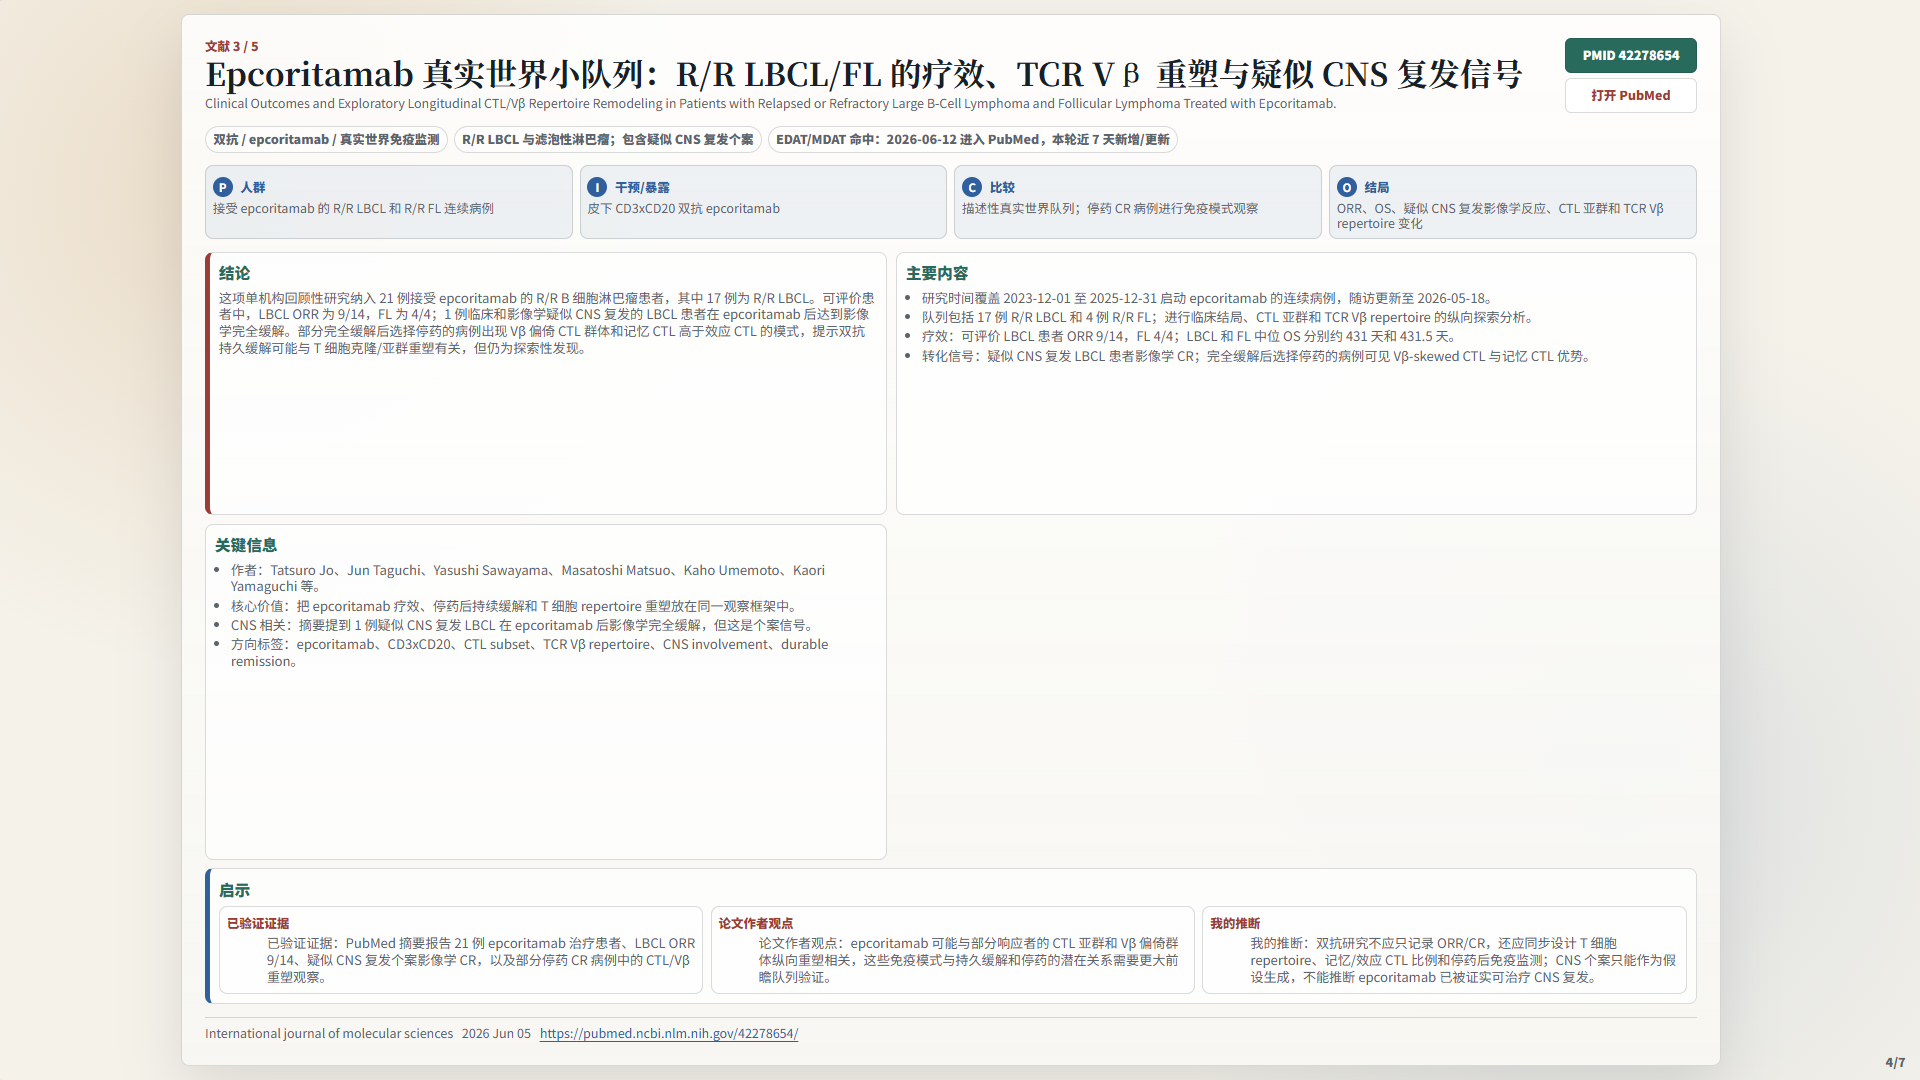 文献 3 / 5
Epcoritamab 真实世界小队列：R/R LBCL/FL 的疗效、TCR Vβ 重塑与疑似 CNS 复发信号
Clinical Outcomes and Exploratory Longitudinal CTL/Vβ Repertoire Remodeling in Patients with Relapsed or Refractory Large B-Cell Lymphoma and Follicular Lymphoma Treated with Epcoritamab.
PMID 42278654
打开 PubMed
双抗 / epcoritamab / 真实世界免疫监测
R/R LBCL 与滤泡性淋巴瘤；包含疑似 CNS 复发个案
EDAT/MDAT 命中：2026-06-12 进入 PubMed，本轮近 7 天新增/更新
P 人群
接受 epcoritamab 的 R/R LBCL 和 R/R FL 连续病例
I 干预/暴露
皮下 CD3xCD20 双抗 epcoritamab
C 比较
描述性真实世界队列；停药 CR 病例进行免疫模式观察
O 结局
ORR、OS、疑似 CNS 复发影像学反应、CTL 亚群和 TCR Vβ
repertoire 变化
结论
这项单机构回顾性研究纳入 21 例接受 epcoritamab 的 R/R B 细胞淋巴瘤患者，其中 17 例为 R/R LBCL。可评价患
者中，LBCL ORR 为 9/14，FL 为 4/4；1 例临床和影像学疑似 CNS 复发的 LBCL 患者在 epcoritamab 后达到影像
学完全缓解。部分完全缓解后选择停药的病例出现 Vβ 偏倚 CTL 群体和记忆 CTL 高于效应 CTL 的模式，提示双抗
持久缓解可能与 T 细胞克隆/亚群重塑有关，但仍为探索性发现。
主要内容
• 研究时间覆盖 2023-12-01 至 2025-12-31 启动 epcoritamab 的连续病例，随访更新至 2026-05-18。
• 队列包括 17 例 R/R LBCL 和 4 例 R/R FL；进行临床结局、CTL 亚群和 TCR Vβ repertoire 的纵向探索分析。
• 疗效：可评价 LBCL 患者 ORR 9/14，FL 4/4；LBCL 和 FL 中位 OS 分别约 431 天和 431.5 天。
• 转化信号：疑似 CNS 复发 LBCL 患者影像学 CR；完全缓解后选择停药的病例可见 Vβ-skewed CTL 与记忆 CTL 优势。
关键信息
• 作者：Tatsuro Jo、Jun Taguchi、Yasushi Sawayama、Masatoshi Matsuo、Kaho Umemoto、Kaori
Yamaguchi 等。
• 核心价值：把 epcoritamab 疗效、停药后持续缓解和 T 细胞 repertoire 重塑放在同一观察框架中。
• CNS 相关：摘要提到 1 例疑似 CNS 复发 LBCL 在 epcoritamab 后影像学完全缓解，但这是个案信号。
• 方向标签：epcoritamab、CD3xCD20、CTL subset、TCR Vβ repertoire、CNS involvement、durable
remission。
启示
已验证证据
已验证证据：PubMed 摘要报告 21 例 epcoritamab 治疗患者、LBCL ORR
9/14、疑似 CNS 复发个案影像学 CR，以及部分停药 CR 病例中的 CTL/Vβ
重塑观察。
论文作者观点
论文作者观点：epcoritamab 可能与部分响应者的 CTL 亚群和 Vβ 偏倚群
体纵向重塑相关，这些免疫模式与持久缓解和停药的潜在关系需要更大前
瞻队列验证。
我的推断
我的推断：双抗研究不应只记录 ORR/CR，还应同步设计 T 细胞
repertoire、记忆/效应 CTL 比例和停药后免疫监测；CNS 个案只能作为假
设生成，不能推断 epcoritamab 已被证实可治疗 CNS 复发。
International journal of molecular sciences 2026 Jun 05 https://pubmed.ncbi.nlm.nih.gov/42278654/
4/7